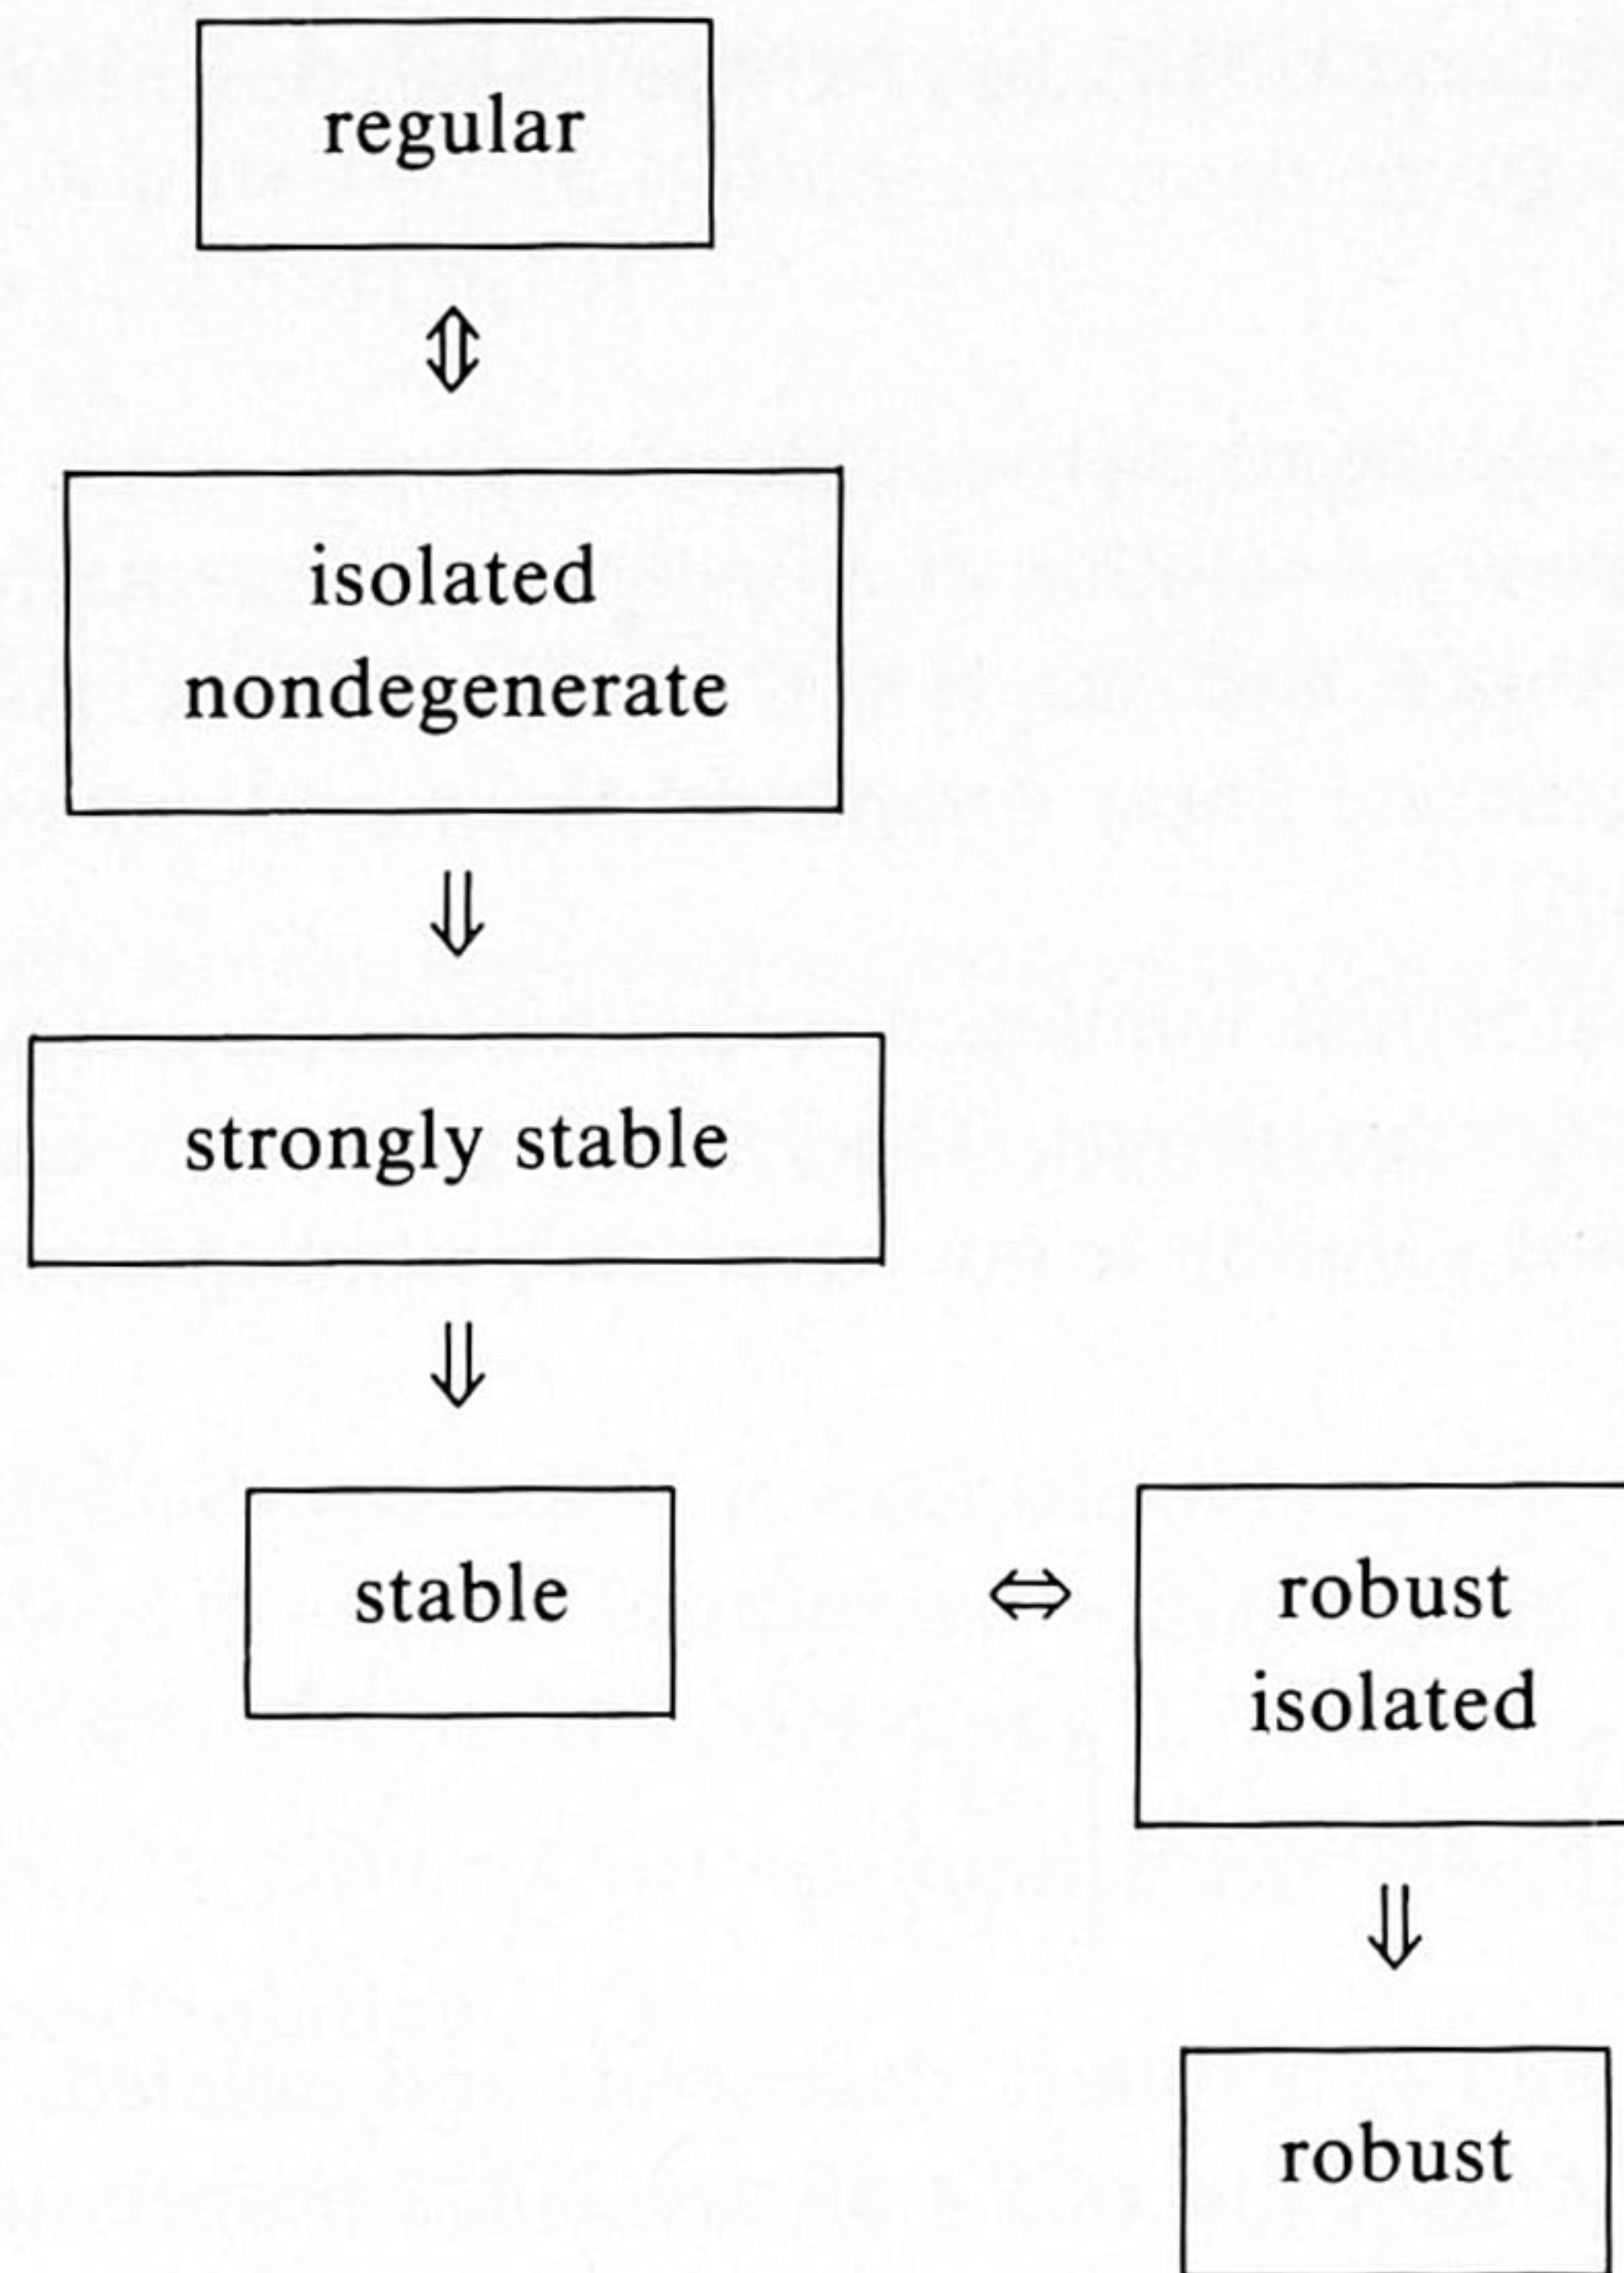 regular
⇕
isolated
nondegenerate
⇓
strongly stable
⇓
stable ⇔ robust
isolated
⇓
robust